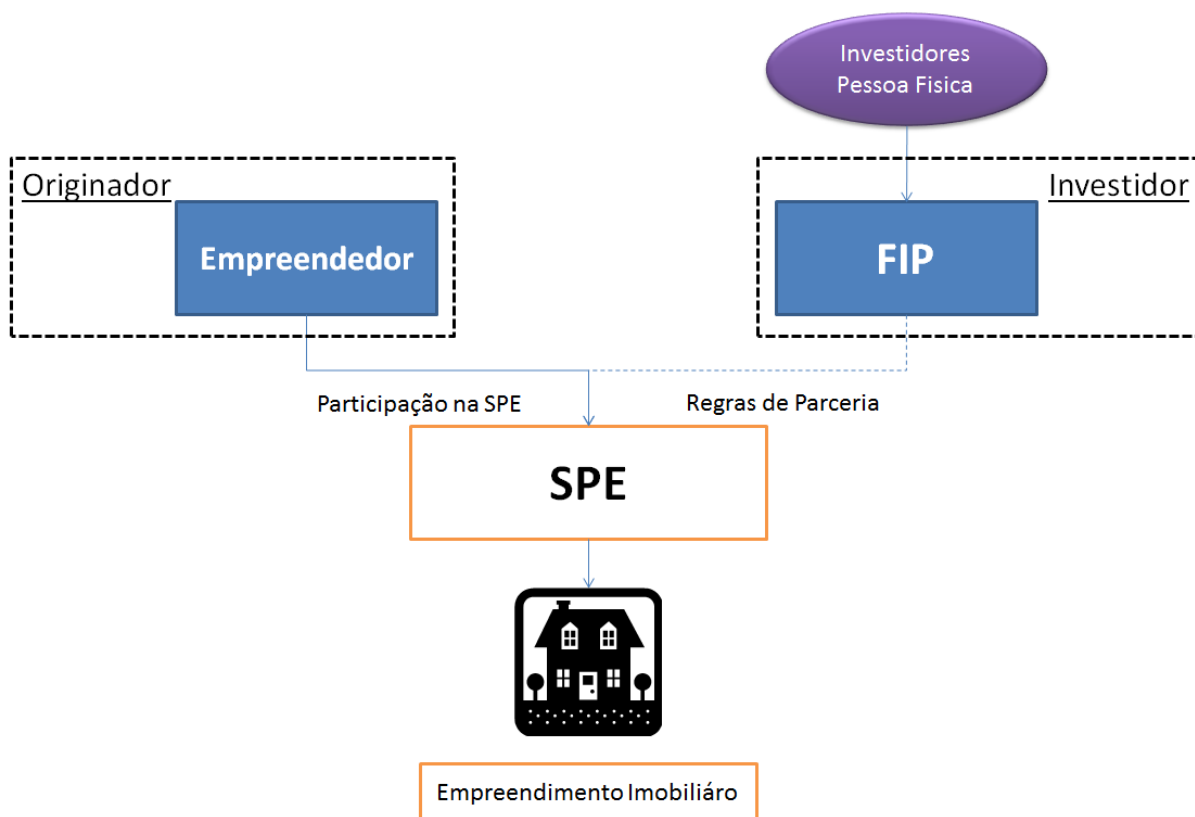 Investidores
Pessoa Fisica
Originador
Investidor
Empreendedor
FIP
Participação na SPE
Regras de Parceria
SPE
Empreendimento Imobiliáro